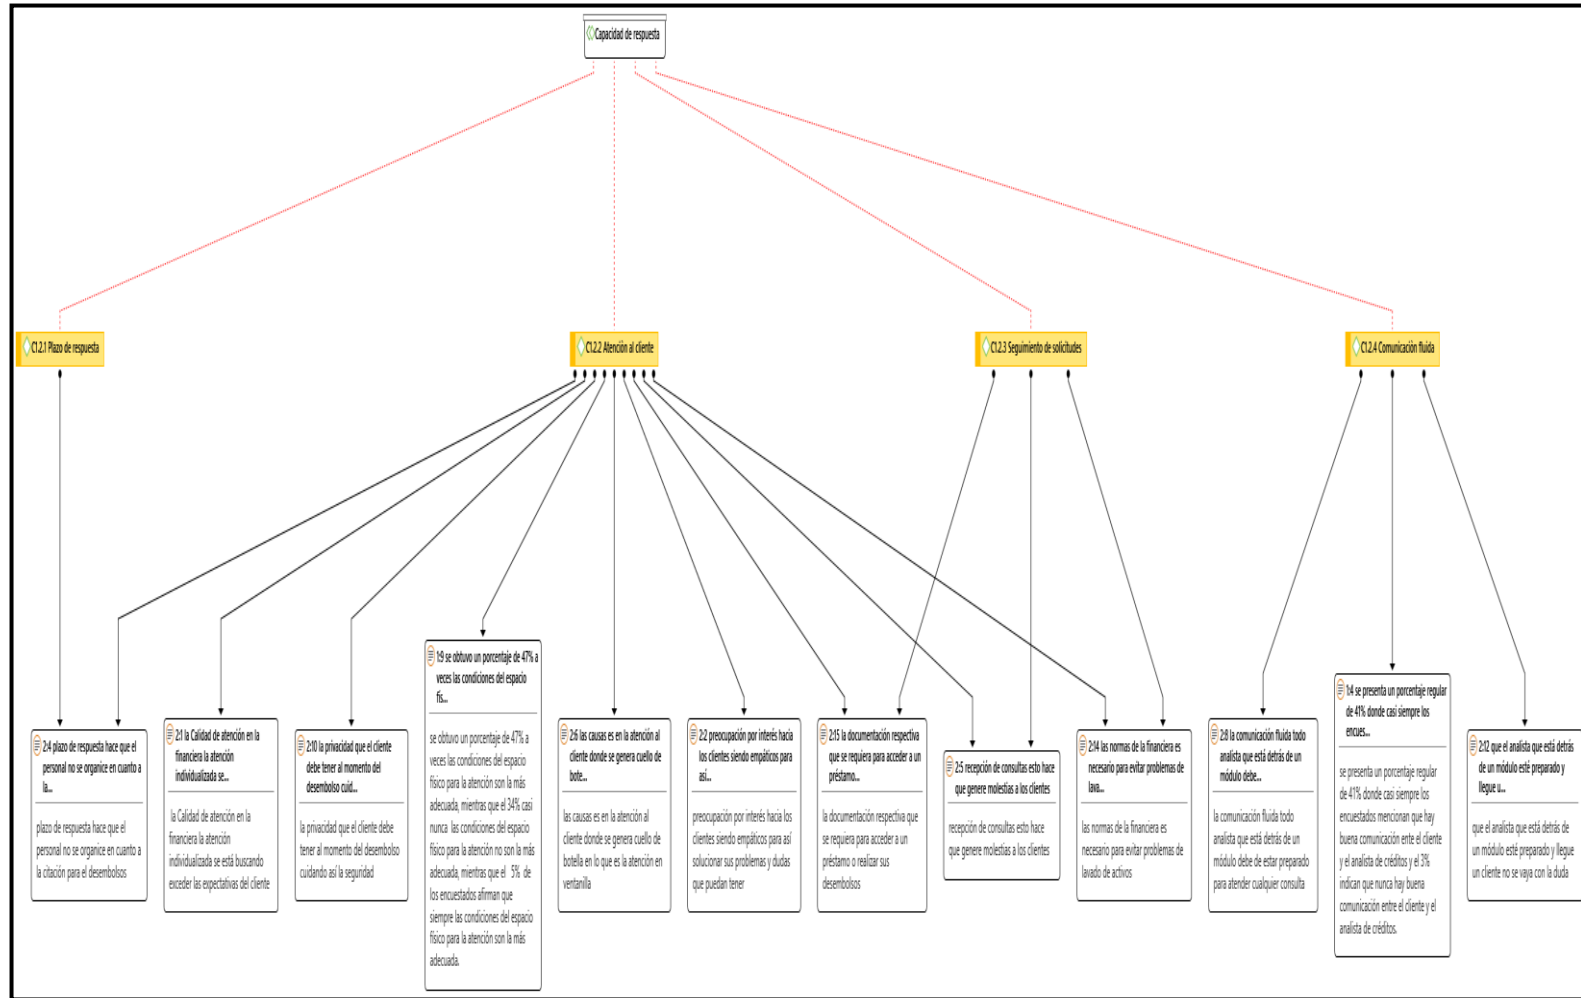 Capacidad de respuesta
C1.2.1 Plazo de respuesta
C1.2.2 Atención al cliente
C1.2.3 Seguimiento de solicitudes
C1.2.4 Comunicación fluida
2:4 plazo de respuesta hace que el
personal no se organice en cuanto a
la...
plazo de respuesta hace que el
personal no se organice en cuanto a
la citación para el desembolsos
2:1 la Calidad de atención en la
financiera la atención
individualizada se...
la Calidad de atención en la
financiera la atención
individualizada se está buscando
exceder las expectativas del cliente
2:10 la privacidad que el cliente
debe tener al momento del
desembolso cuid...
la privacidad que el cliente debe
tener al momento del desembolso
cuidando así la seguridad
1:9 se obtuvo un porcentaje de 47% a
veces las condiciones del espacio
fís...
se obtuvo un porcentaje de 47% a
veces las condiciones del espacio
físico para la atención son la más
adecuada, mientras que el 34% casi
nunca las condiciones del espacio
físico para la atención no son la más
adecuada, mientras que el 5% de
los encuestados afirman que
siempre las condiciones del espacio
físico para la atención son la más
adecuada.
2:6 las causas es en la atención al
cliente donde se genera cuello de
bote...
las causas es en la atención al
cliente donde se genera cuello de
botella en lo que es la atención en
ventanilla
2:2 preocupación por interés hacia
los clientes siendo empáticos para
así...
preocupación por interés hacia los
clientes siendo empáticos para así
solucionar sus problemas y dudas
que puedan tener
2:15 la documentación respectiva
que se requiera para acceder a un
préstamo...
la documentación respectiva que
se requiera para acceder a un
préstamo o realizar sus
desembolsos
2:5 recepción de consultas esto hace
que genere molestias a los clientes
recepción de consultas esto hace
que genere molestias a los clientes
2:14 las normas de la financiera es
necesario para evitar problemas de
lava...
las normas de la financiera es
necesario para evitar problemas de
lavado de activos
2:8 la comunicación fluida todo
analista que está detrás de un
módulo debe...
la comunicación fluida todo
analista que está detrás de un
módulo debe de estar preparado
para atender cualquier consulta
1:4 se presenta un porcentaje regular
de 41% donde casi siempre los
encues...
se presenta un porcentaje regular
de 41% donde casi siempre los
encuestados mencionan que hay
buena comunicación ente el cliente
y el analista de créditos y el 3%
indican que nunca hay buena
comunicación entre el cliente y el
analista de créditos.
2:12 que el analista que está detrás
de un módulo esté preparado y
llegue u...
que el analista que está detrás de
un módulo esté preparado y llegue
un cliente no se vaya con la duda